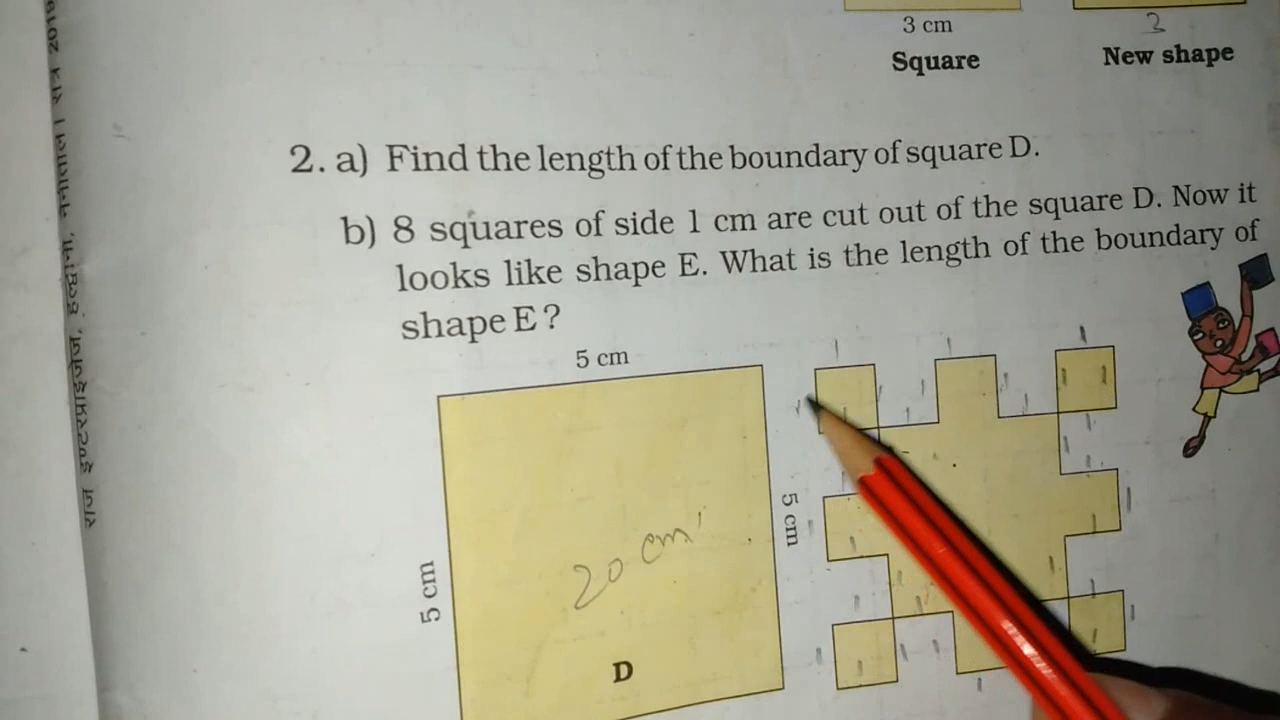 3 cm
3
Square
New shape
2. a) Find the length of the boundary of square D.
b) 8 squares of side 1 cm are cut out of the square D. Now it
looks like shape E. What is the length of the boundary of
shape E ?
5 cm
5 cm
5 cm
20 cm
D